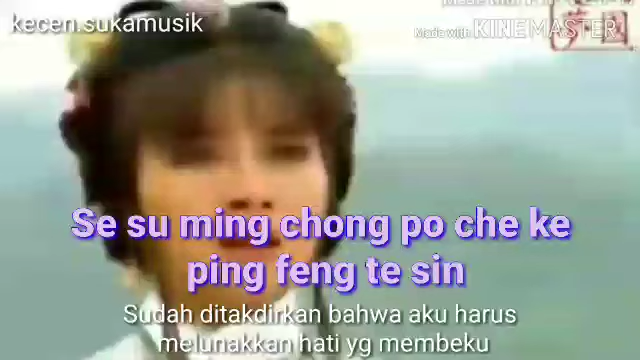 kecen.sukamusik
Made with KINEMASTER
Se su ming chong po che ke
ping feng te sin
Sudah ditakdirkan bahwa aku harus
melunakkan hati yg membeku